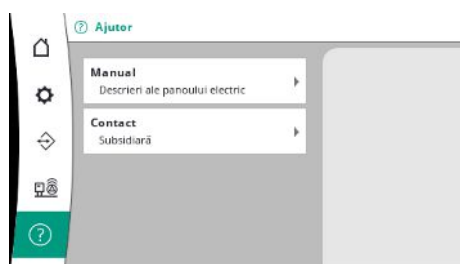 Ajutor
Manual
Descrieri ale panoului electric
Contact
Subsidiară